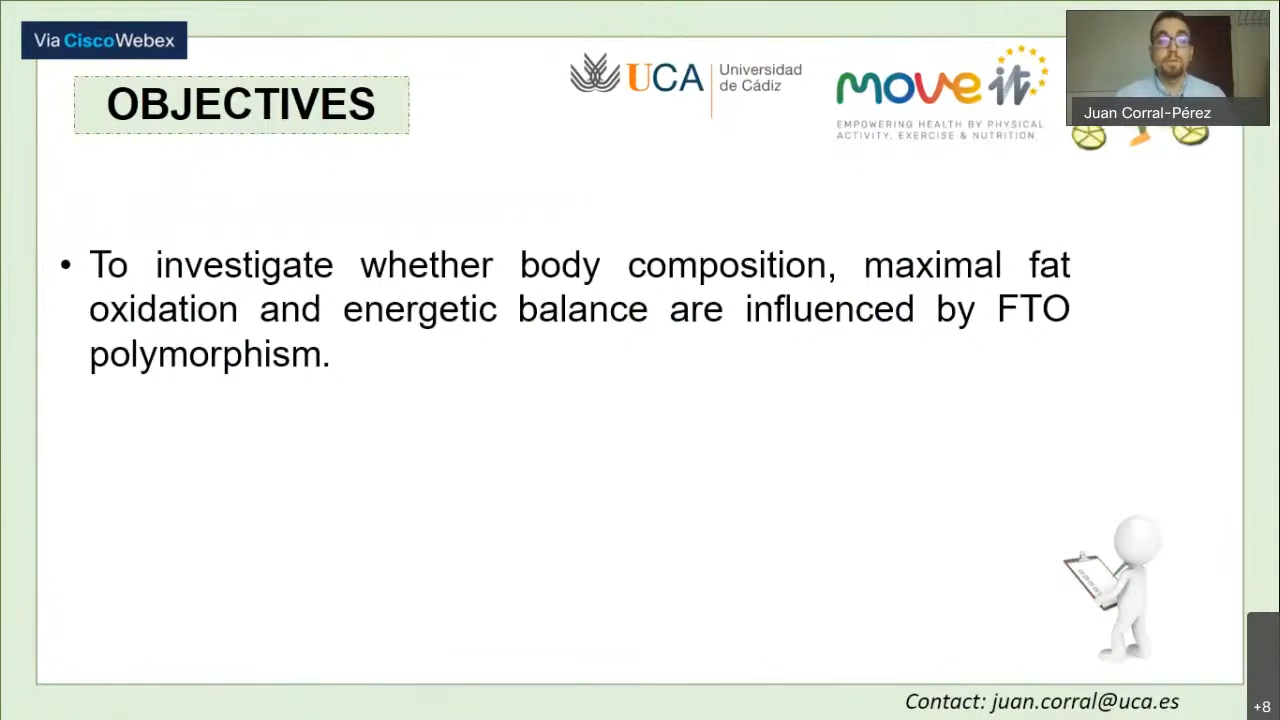 Via CiscoWebex
OBJECTIVES
UCA
Universidad
de Cádiz
move it
EMPOWERING HEALTH BY PHYSICAL
ACTIVITY, EXERCISE & NUTRITION.
Juan Corral-Pérez
• To investigate whether body composition, maximal fat
oxidation and energetic balance are influenced by FTO
polymorphism.
Contact: juan.corral@uca.es
+8